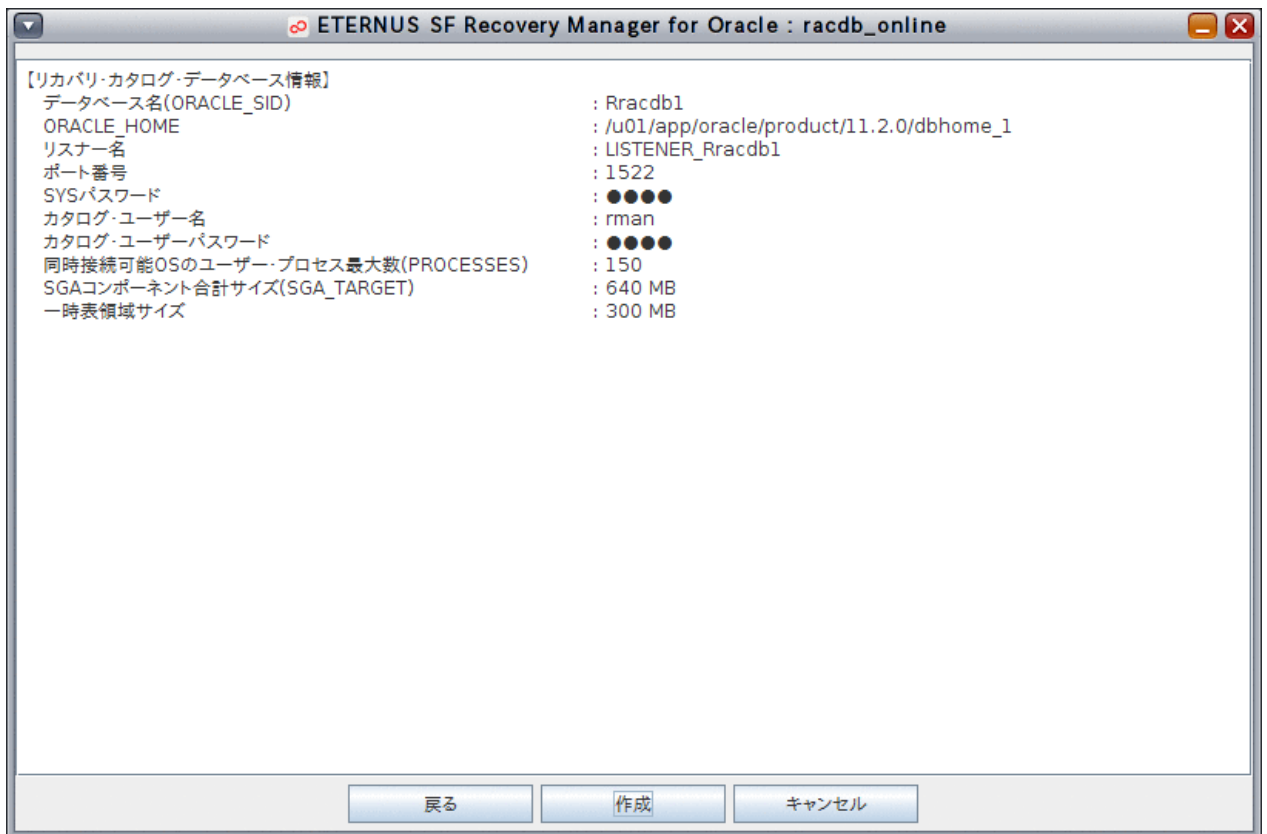 ETERNUS SF Recovery Manager for Oracle : racdb_online
【リカバリ･カタログ･データベース情報】
データベース名(ORACLE_SID) : Rracdb1
ORACLE_HOME : /u01/app/oracle/product/11.2.0/dbhome_1
リスナー名 : LISTENER_Rracdb1
ポート番号 : 1522
SYSパスワード : ●●●●
カタログ･ユーザー名 : rman
カタログ･ユーザーパスワード : ●●●●
同時接続可能OSのユーザー･プロセス最大数(PROCESSES) : 150
SGAコンポーネント合計サイズ(SGA_TARGET) : 640 MB
一時表領域サイズ : 300 MB
戻る 作成 キャンセル